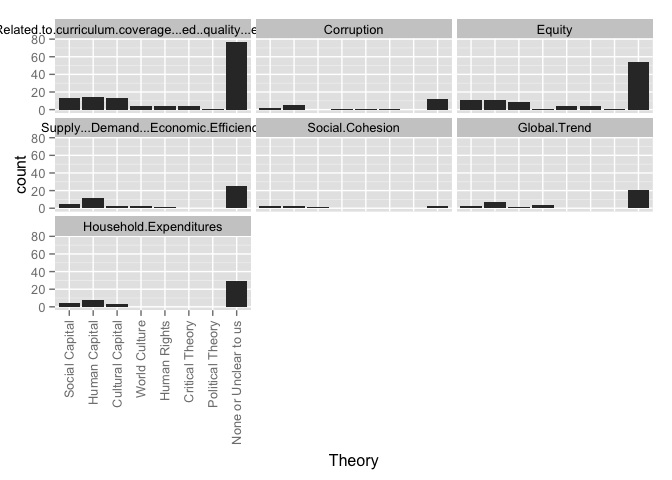 Related.to.curriculum.coverage...ed..quality...e
Corruption
Equity
80
60
40
20
0
Supply...Demand...Economic.Efficienc
Social.Cohesion
Global.Trend
80
60
40
20
0
Household.Expenditures
80
60
40
20
0
count
Social Capital
Human Capital
Cultural Capital
World Culture
Human Rights
Critical Theory
Political Theory
None or Unclear to us
Theory